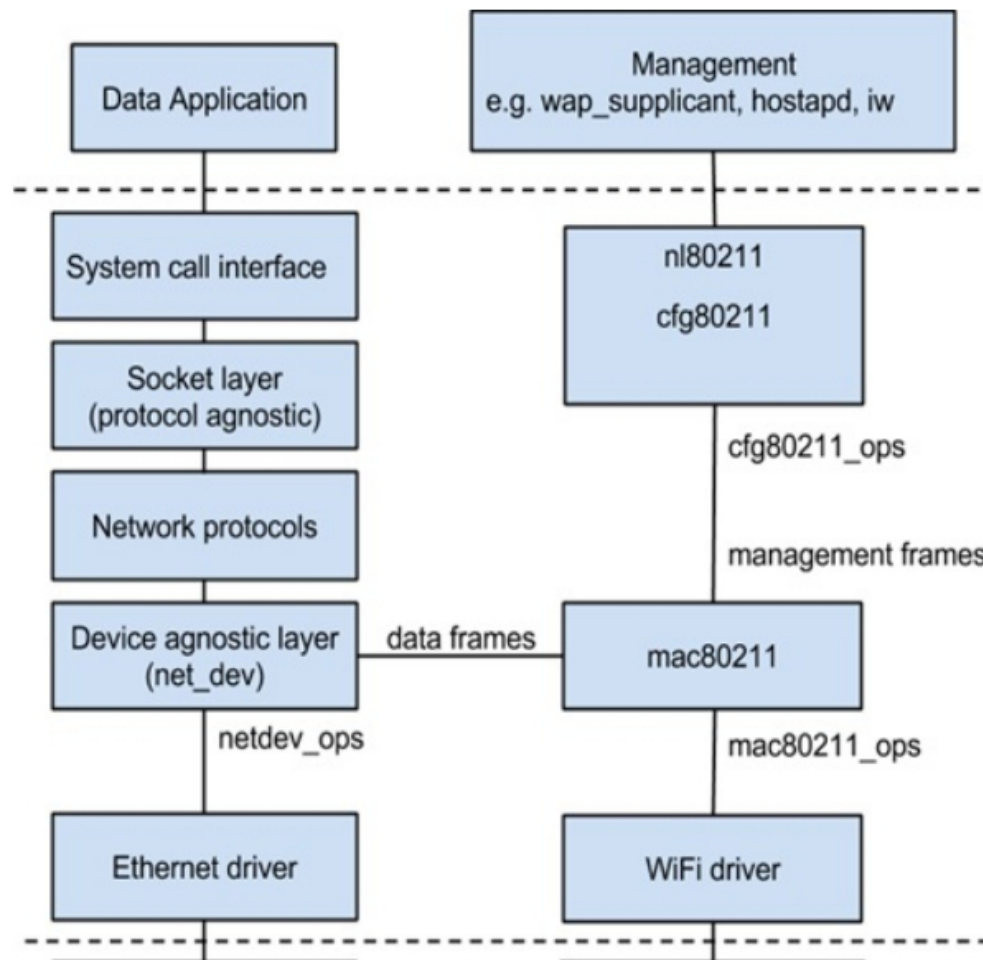 Data Application
Management
e.g. wap_supplicant, hostapd, iw
System call interface
nl80211
cfg80211
Socket layer
(protocol agnostic)
cfg80211_ops
Network protocols
management frames
Device agnostic layer
(net_dev)
data frames
mac80211
netdev_ops
mac80211_ops
Ethernet driver
WiFi driver